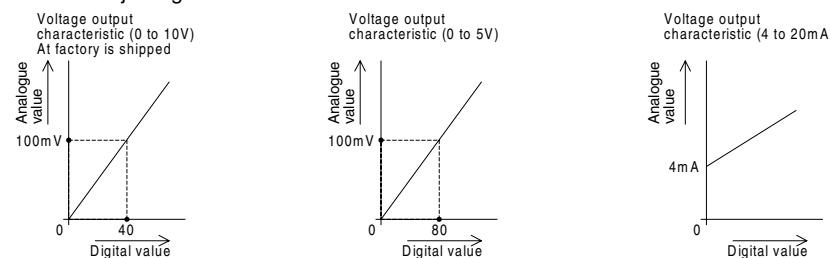 Voltage output
characteristic (0 to 10V)
At factory is shipped
Analogue
value
100mV
0
40
Digital value
Voltage output
characteristic (0 to 5V)
Analogue
value
100mV
0
80
Digital value
Voltage output
characteristic (4 to 20mA
Analogue
value
4mA
0
Digital value